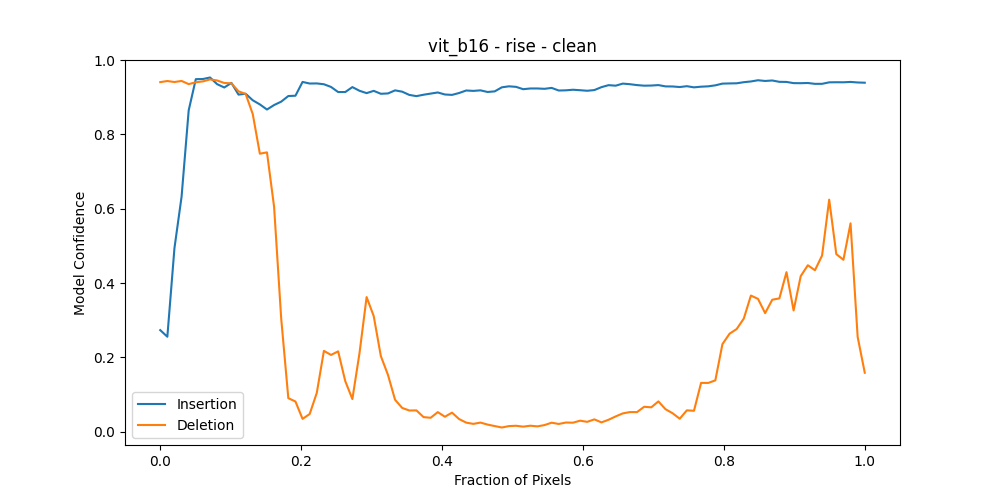 vit_b16 - rise - clean
Model Confidence
1.0
0.8
0.6
0.4
0.2
0.0
Insertion
Deletion
0.0 0.2 0.4 0.6 0.8 1.0
Fraction of Pixels